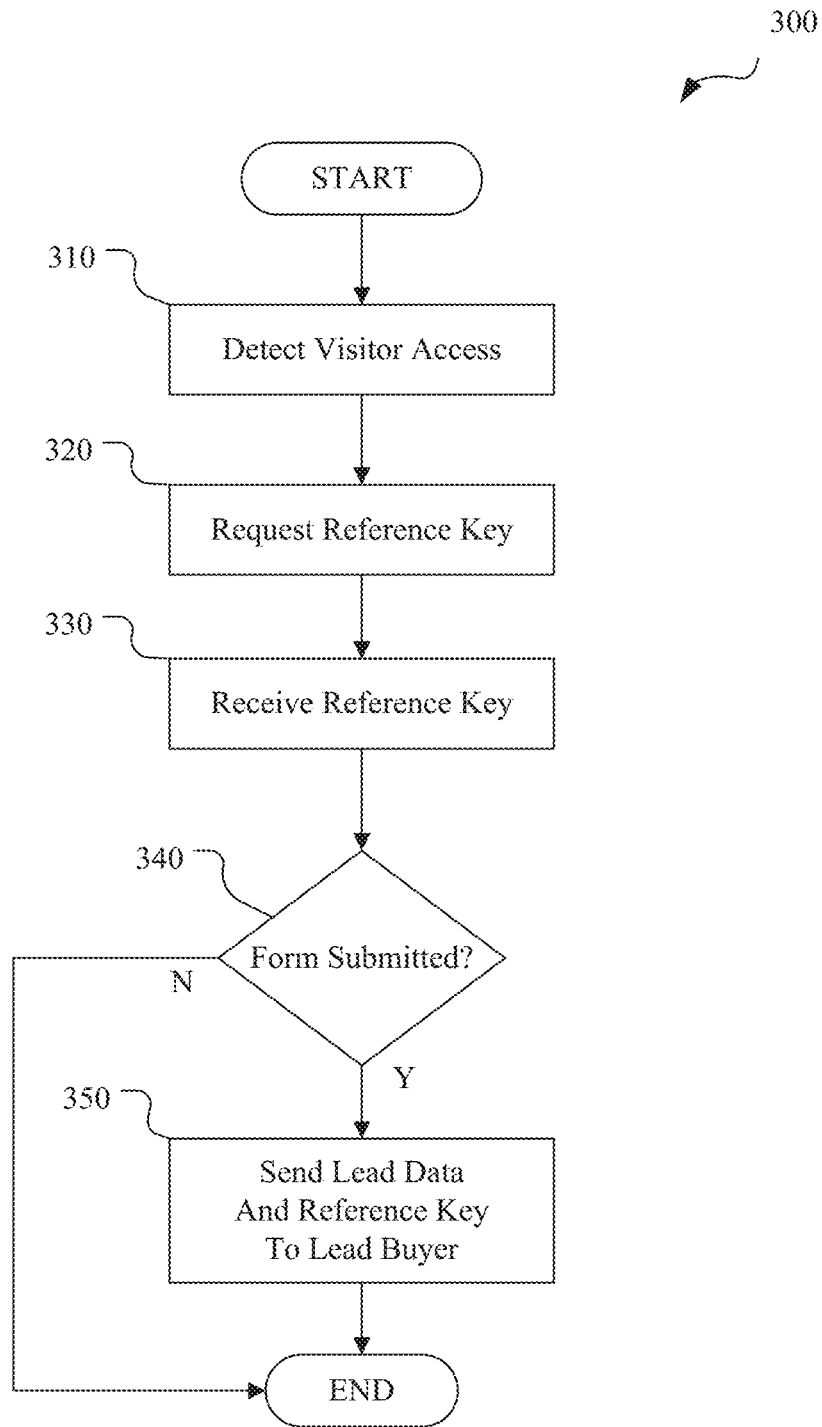 300
START
310
Detect Visitor Access
320
Request Reference Key
330
Receive Reference Key
340
Form Submitted?
N
Y
350
Send Lead Data
And Reference Key
To Lead Buyer
END